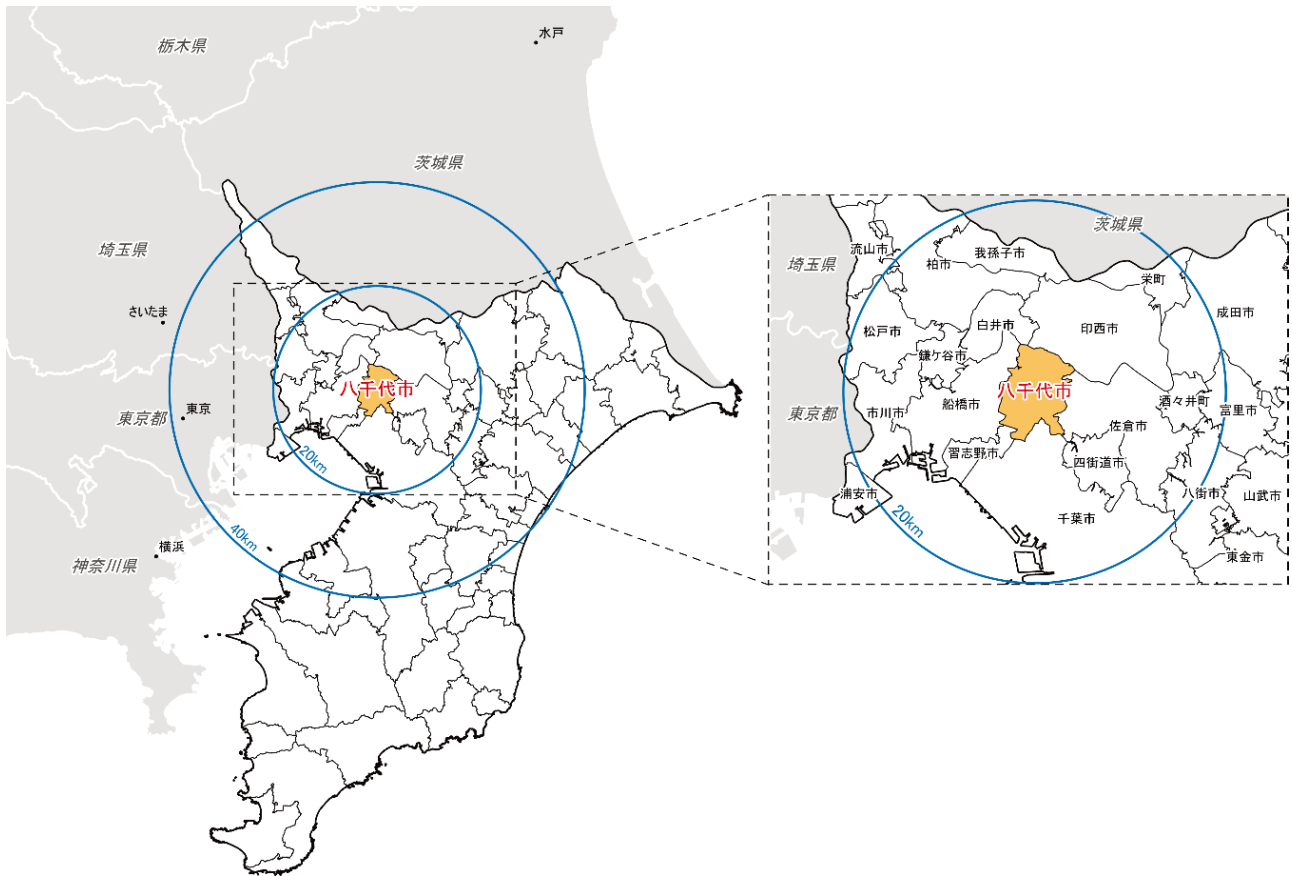 栃木県
水戸
茨城県
埼玉県
さいたま
東京都
東京
八千代市
20km
40km
横浜
神奈川県
茨城県
埼玉県
流山市
柏市
我孫子市
栄町
成田市
松戸市
白井市
印西市
鎌ケ谷市
東京都
市川市
船橋市
八千代市
酒々井町
富里市
佐倉市
習志野市
四街道市
浦安市
20km
千葉市
八街市
山武市
東金市